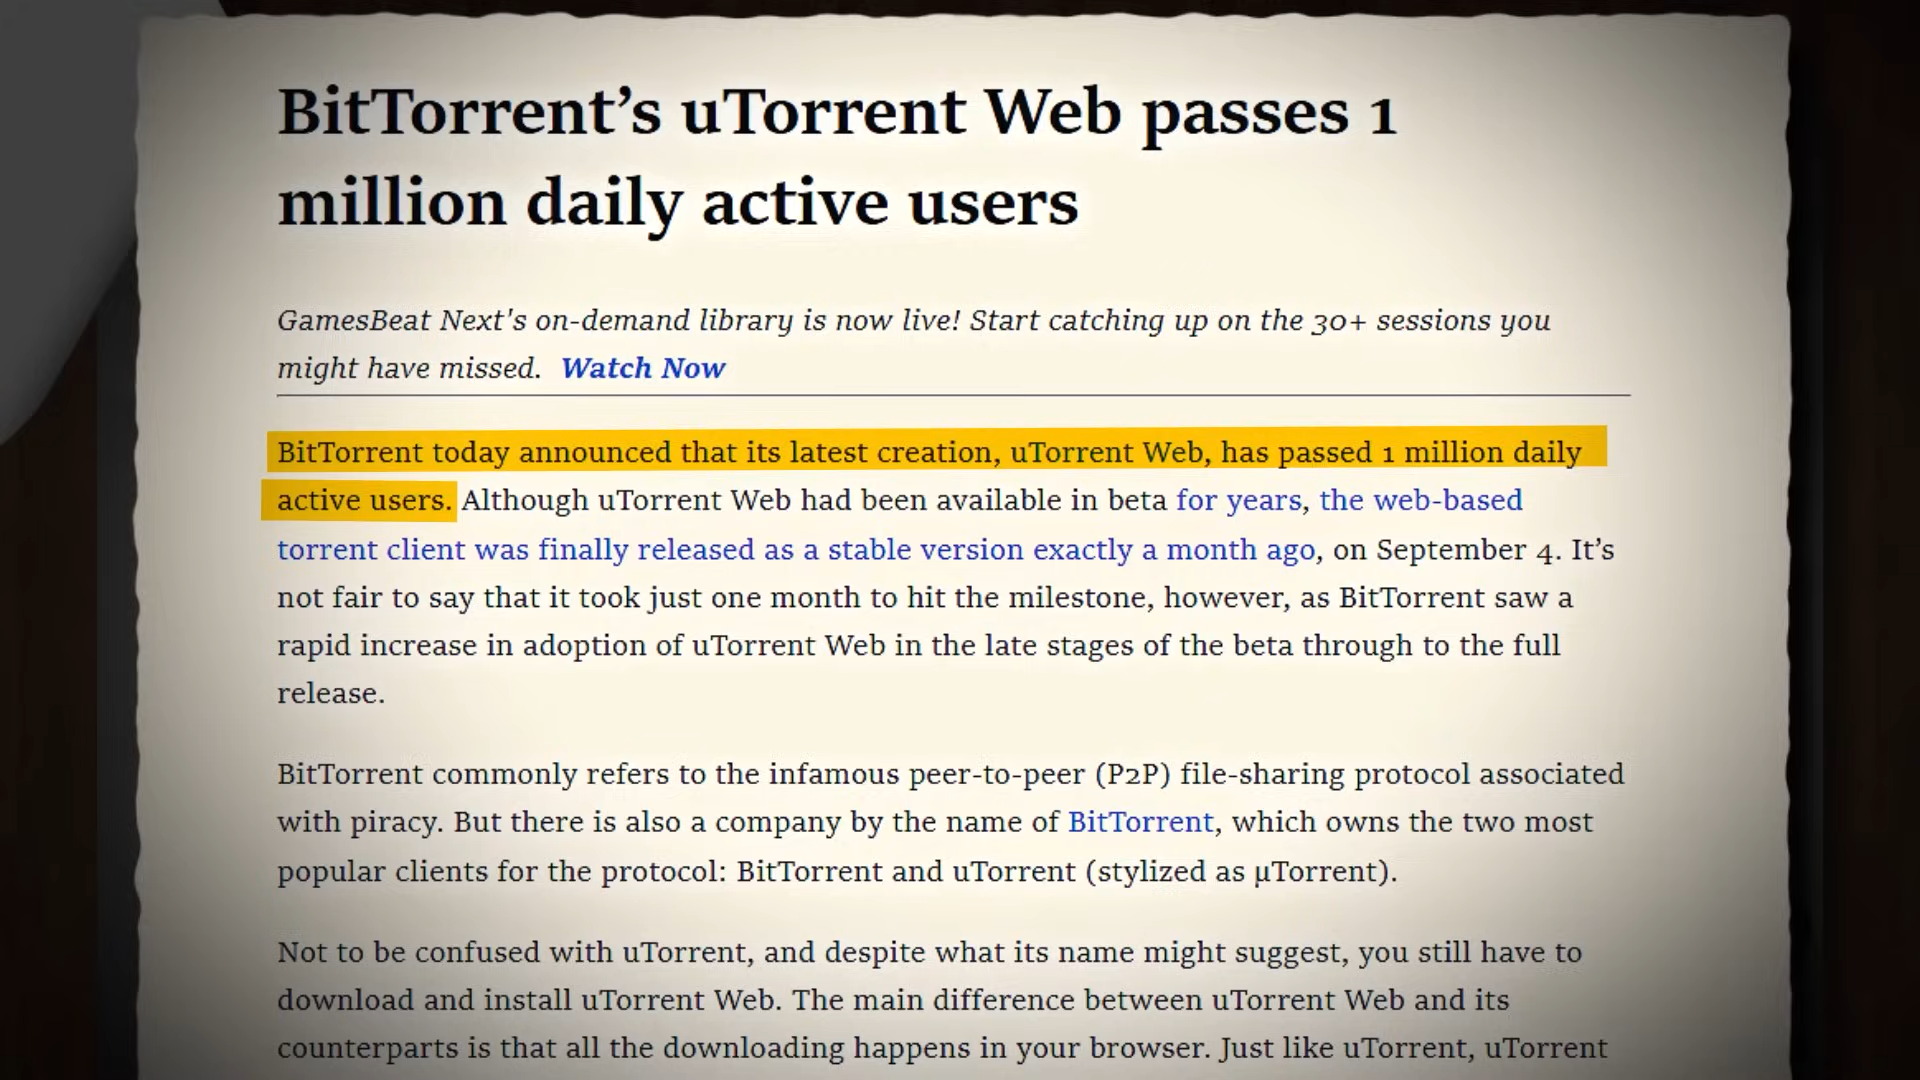 BitTorrent’s uTorrent Web passes 1
million daily active users
GamesBeat Next's on-demand library is now live! Start catching up on the 30+ sessions you
might have missed. Watch Now
BitTorrent today announced that its latest creation, uTorrent Web, has passed 1 million daily
active users. Although uTorrent Web had been available in beta for years, the web-based
torrent client was finally released as a stable version exactly a month ago, on September 4. It’s
not fair to say that it took just one month to hit the milestone, however, as BitTorrent saw a
rapid increase in adoption of uTorrent Web in the late stages of the beta through to the full
release.
BitTorrent commonly refers to the infamous peer-to-peer (P2P) file-sharing protocol associated
with piracy. But there is also a company by the name of BitTorrent, which owns the two most
popular clients for the protocol: BitTorrent and uTorrent (stylized as µTorrent).
Not to be confused with uTorrent, and despite what its name might suggest, you still have to
download and install uTorrent Web. The main difference between uTorrent Web and its
counterparts is that all the downloading happens in your browser. Just like uTorrent, uTorrent